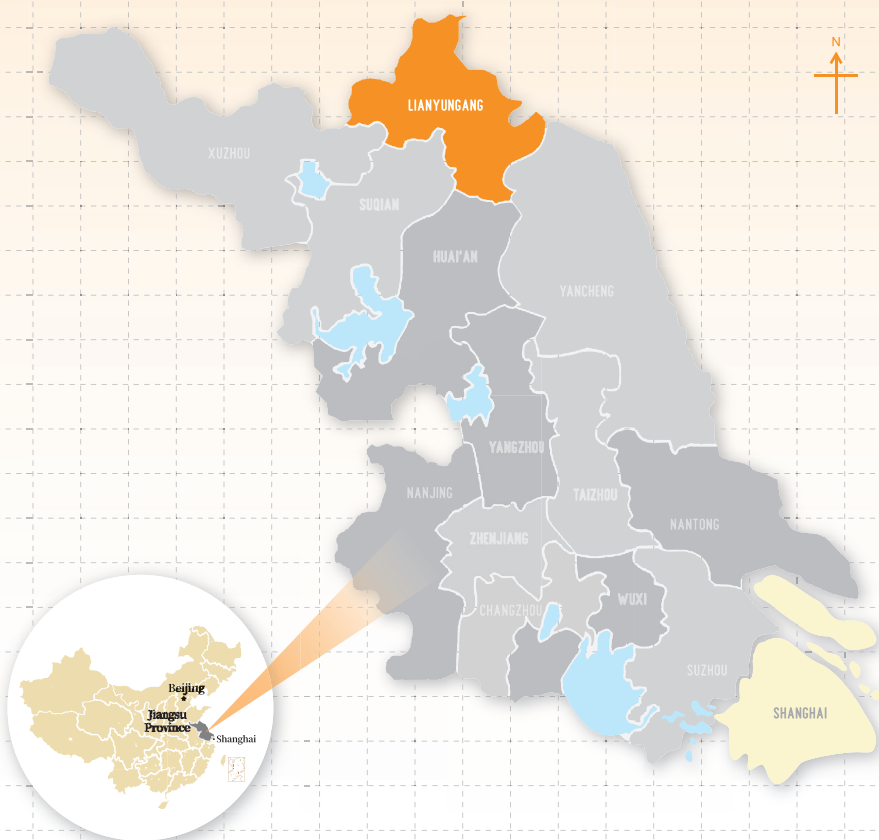 N
LIANYUNGANG
XUZHOU
SUQIAN
HUAI'AN
YANCHENG
YANGZHOU
NANJING
TAIZHOU
NANTONG
ZHENJIANG
WUXI
CHANGZHOU
SUZHOU
SHANGHAI
Beijing
Jiangsu
Province
Shanghai